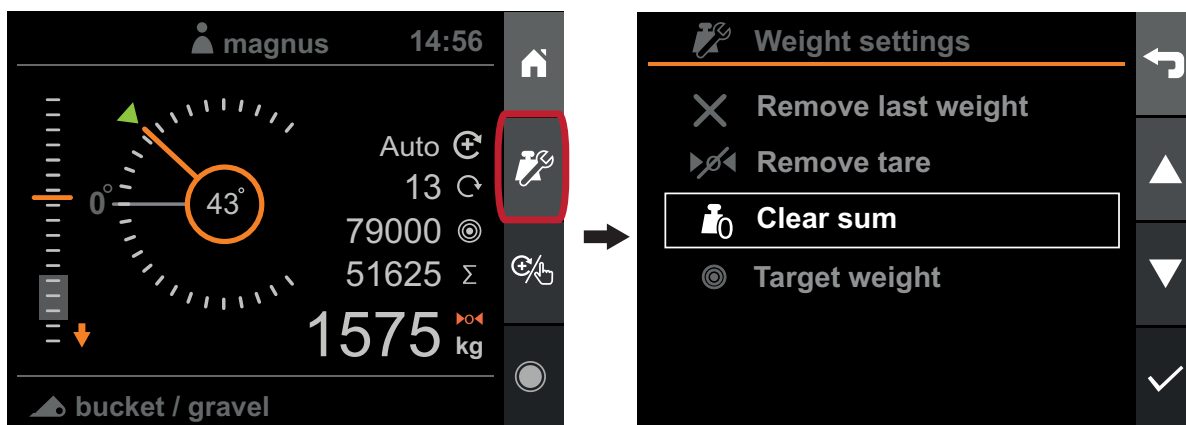 magnus 14:56
Auto
13
0° 43°
79000
51625 Σ
1575 kg
bucket / gravel
Weight settings
Remove last weight
Remove tare
0 Clear sum
Target weight